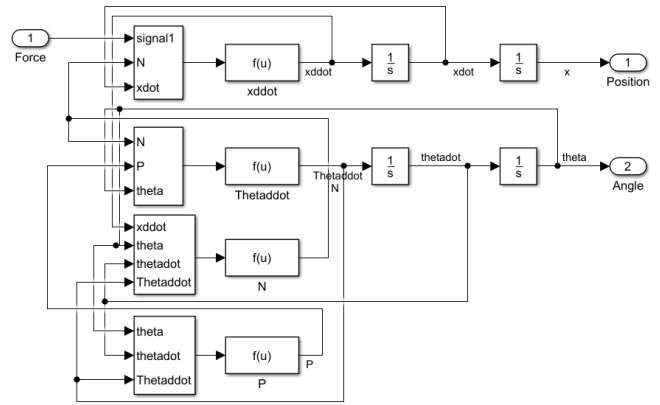 1
Force
signal1
N
xdot
f(u)
xddot
xddot
1
s
xdot
1
s
x
1
Position
N
P
theta
f(u)
Thetaddot
Thetaddot
N
1
s
thetadot
1
s
theta
2
Angle
xddot
theta
thetadot
Thetaddot
f(u)
N
theta
thetadot
Thetaddot
f(u)
P
P